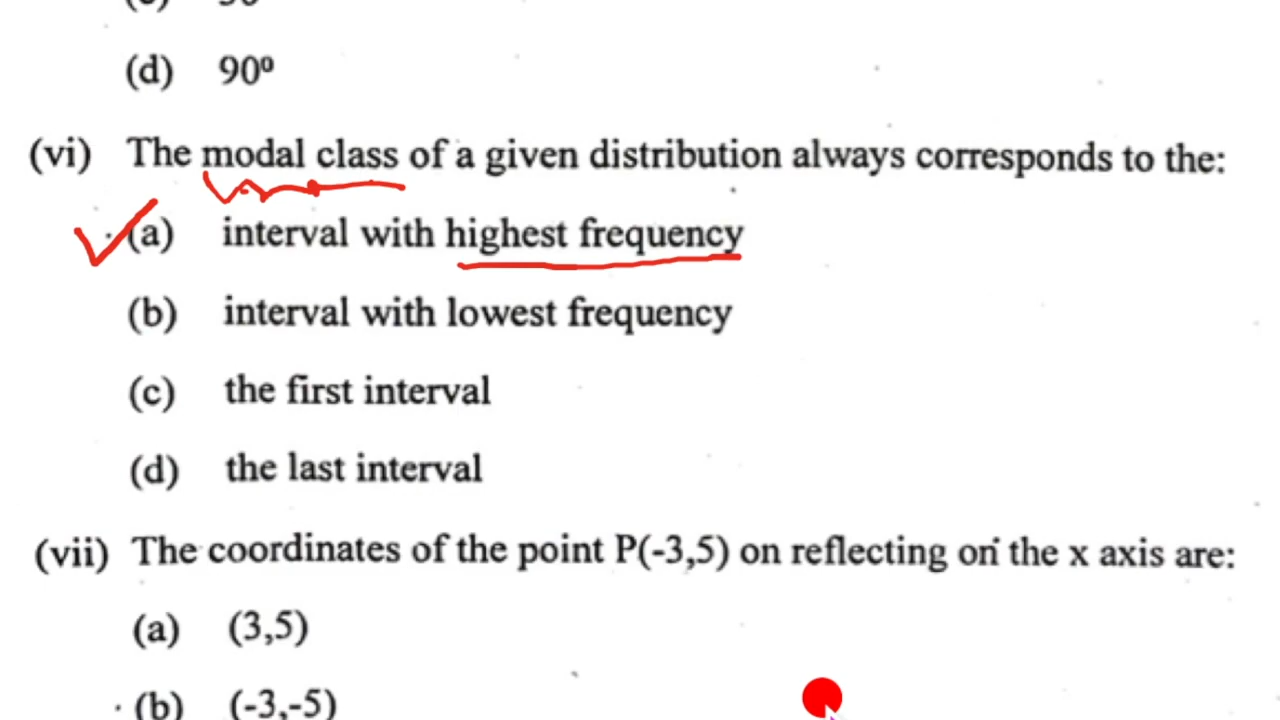 (d) 90⁰
(vi) The modal class of a given distribution always corresponds to the:
(a) interval with highest frequency
(b) interval with lowest frequency
(c) the first interval
(d) the last interval
(vii) The coordinates of the point P(-3,5) on reflecting on the x axis are:
(a) (3,5)
(b) (-3,-5)